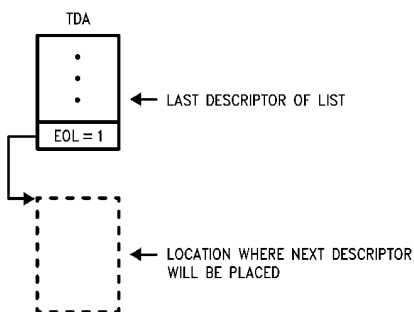 TDA
LAST DESCRIPTOR OF LIST
EOL = 1
LOCATION WHERE NEXT DESCRIPTOR
WILL BE PLACED